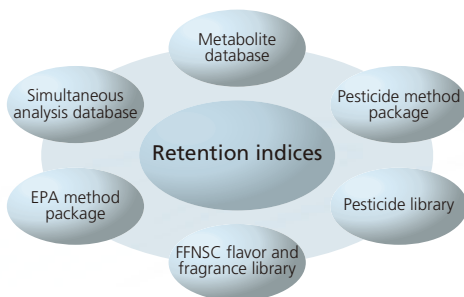 Metabolite
database
Simultaneous
analysis database
Pesticide method
package
Retention indices
EPA method
package
Pesticide library
FFNSC flavor and
fragrance library